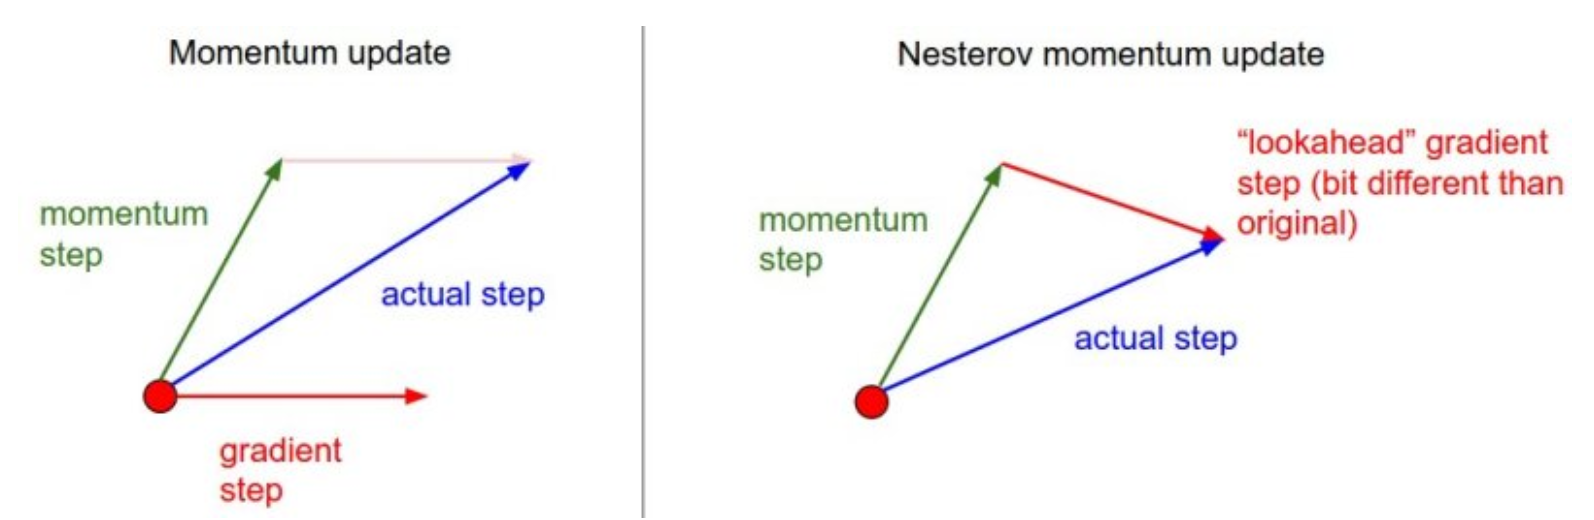 Momentum update
momentum
step
actual step
gradient
step
Nesterov momentum update
“lookahead” gradient
step (bit different than
original)
momentum
step
actual step